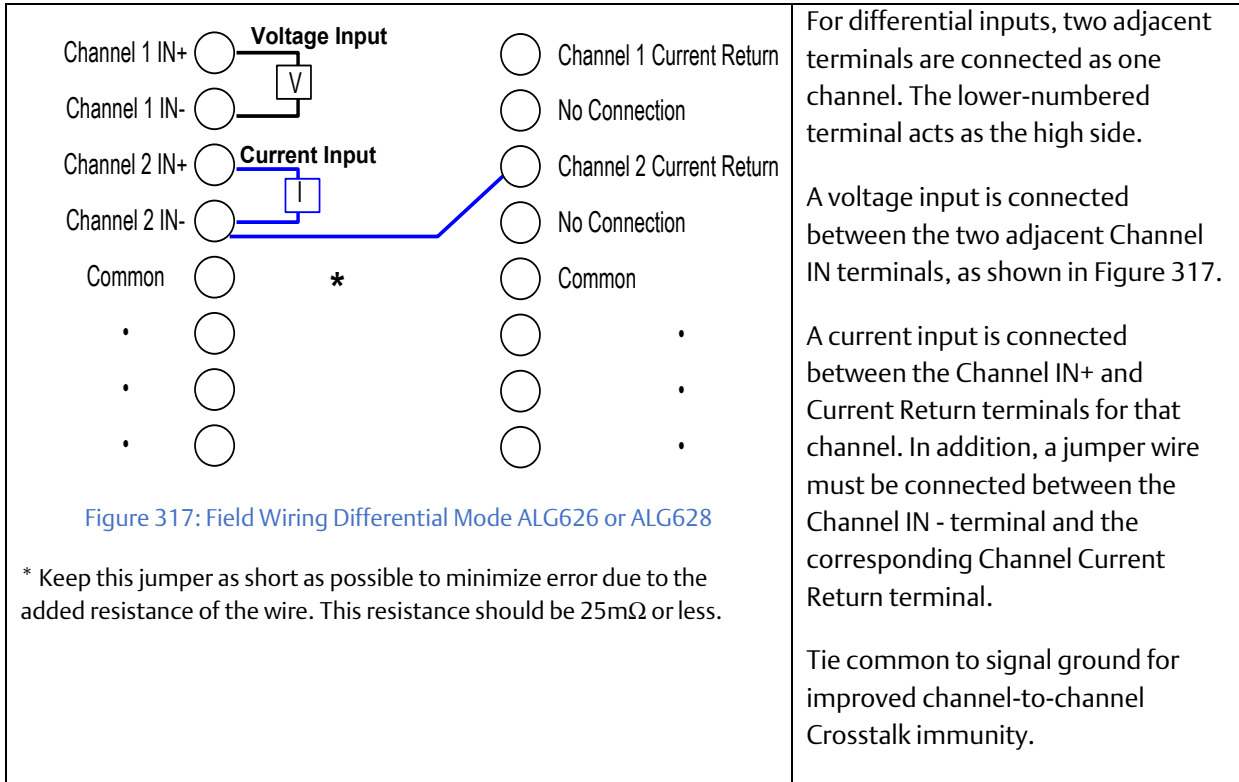 Voltage Input
Channel 1 IN+
V
Channel 1 IN-
Current Input
Channel 2 IN+
I
Channel 2 IN-
Common
*
Channel 1 Current Return
No Connection
Channel 2 Current Return
No Connection
Common
Figure 317: Field Wiring Differential Mode ALG626 or ALG628
* Keep this jumper as short as possible to minimize error due to the
added resistance of the wire. This resistance should be 25mΩ or less.
For differential inputs, two adjacent
terminals are connected as one
channel. The lower-numbered
terminal acts as the high side.
A voltage input is connected
between the two adjacent Channel
IN terminals, as shown in Figure 317.
A current input is connected
between the Channel IN+ and
Current Return terminals for that
channel. In addition, a jumper wire
must be connected between the
Channel IN - terminal and the
corresponding Channel Current
Return terminal.
Tie common to signal ground for
improved channel-to-channel
Crosstalk immunity.